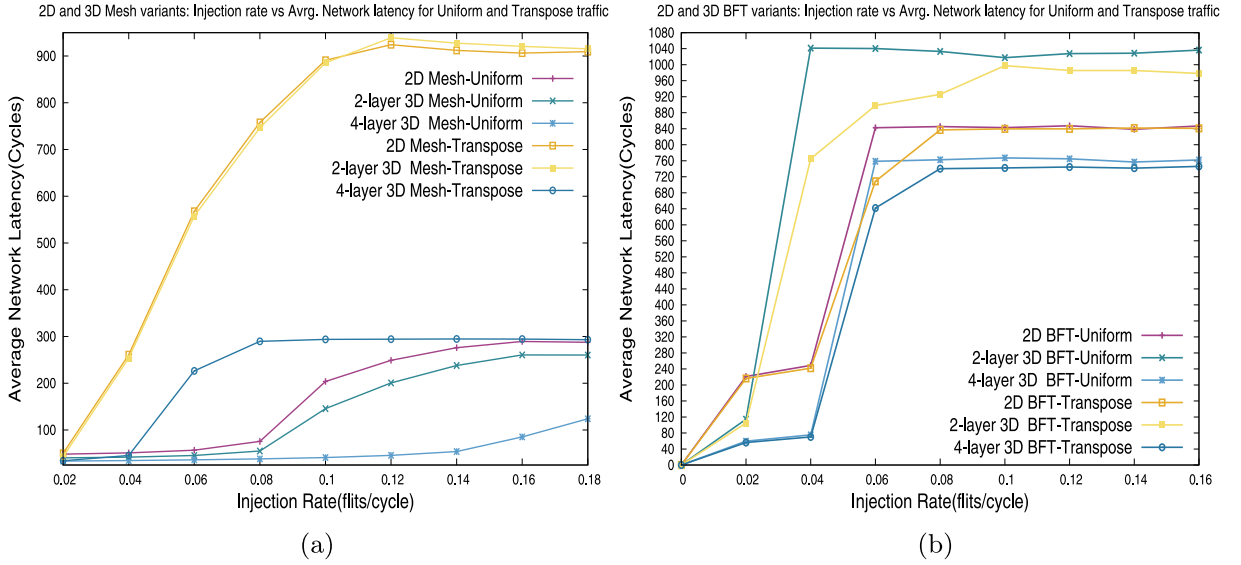 2D and 3D Mesh variants: Injection rate vs Avrg. Network latency for Uniform and Transpose traffic
900
800
700
600
500
400
300
200
100
0.02 0.04 0.06 0.08 0.1 0.12 0.14 0.16 0.18
Average Network Latency(Cycles)
Injection Rate(flits/cycle)
2D Mesh-Uniform
2-layer 3D Mesh-Uniform
4-layer 3D Mesh-Uniform
2D Mesh-Transpose
2-layer 3D Mesh-Transpose
4-layer 3D Mesh-Transpose
(a)
2D and 3D BFT variants: Injection rate vs Avrg. Network latency for Uniform and Transpose traffic
1080
1040
1000
960
920
880
840
800
760
720
680
640
600
560
520
480
440
400
360
320
280
240
200
160
120
80
40
0
0 0.02 0.04 0.06 0.08 0.1 0.12 0.14 0.16
Average Network Latency(Cycles)
Injection Rate(flits/cycle)
2D BFT-Uniform
2-layer 3D BFT-Uniform
4-layer 3D BFT-Uniform
2D BFT-Transpose
2-layer 3D BFT-Transpose
4-layer 3D BFT-Transpose
(b)